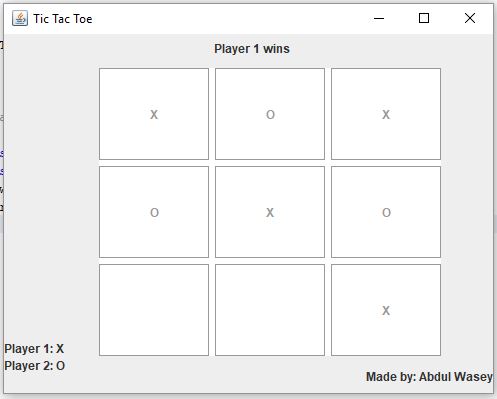 Tic Tac Toe
Player 1 wins
X O X
O X O
X
Player 1: X
Player 2: O
Made by: Abdul Wasey